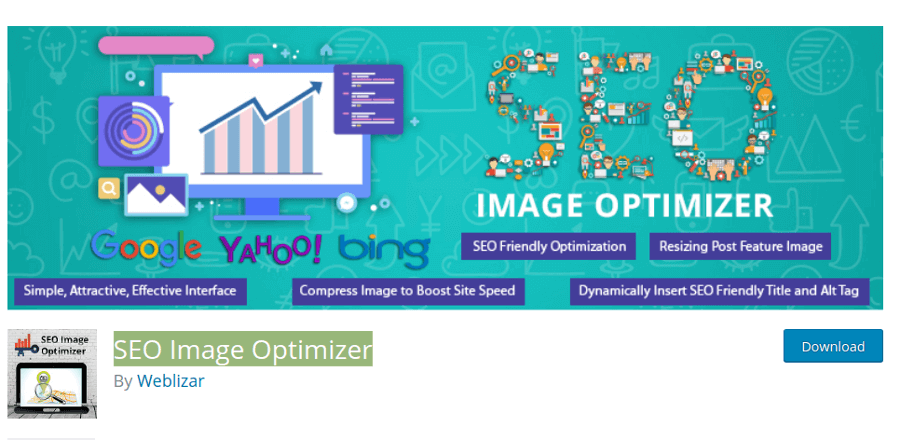 SEO
IMAGE OPTIMIZER
Google YAHOO! bing
SEO Friendly Optimization
Resizing Post Feature Image
Simple, Attractive, Effective Interface
Compress Image to Boost Site Speed
Dynamically Insert SEO Friendly Title and Alt Tag
SEO Image
Optimizer
SEO Image Optimizer
By Weblizar
Download